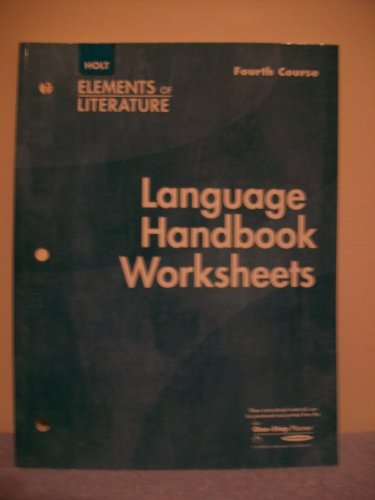 HOLT
Fourth Course
ELEMENTS OF
LITERATURE
Language
Handbook
Worksheets